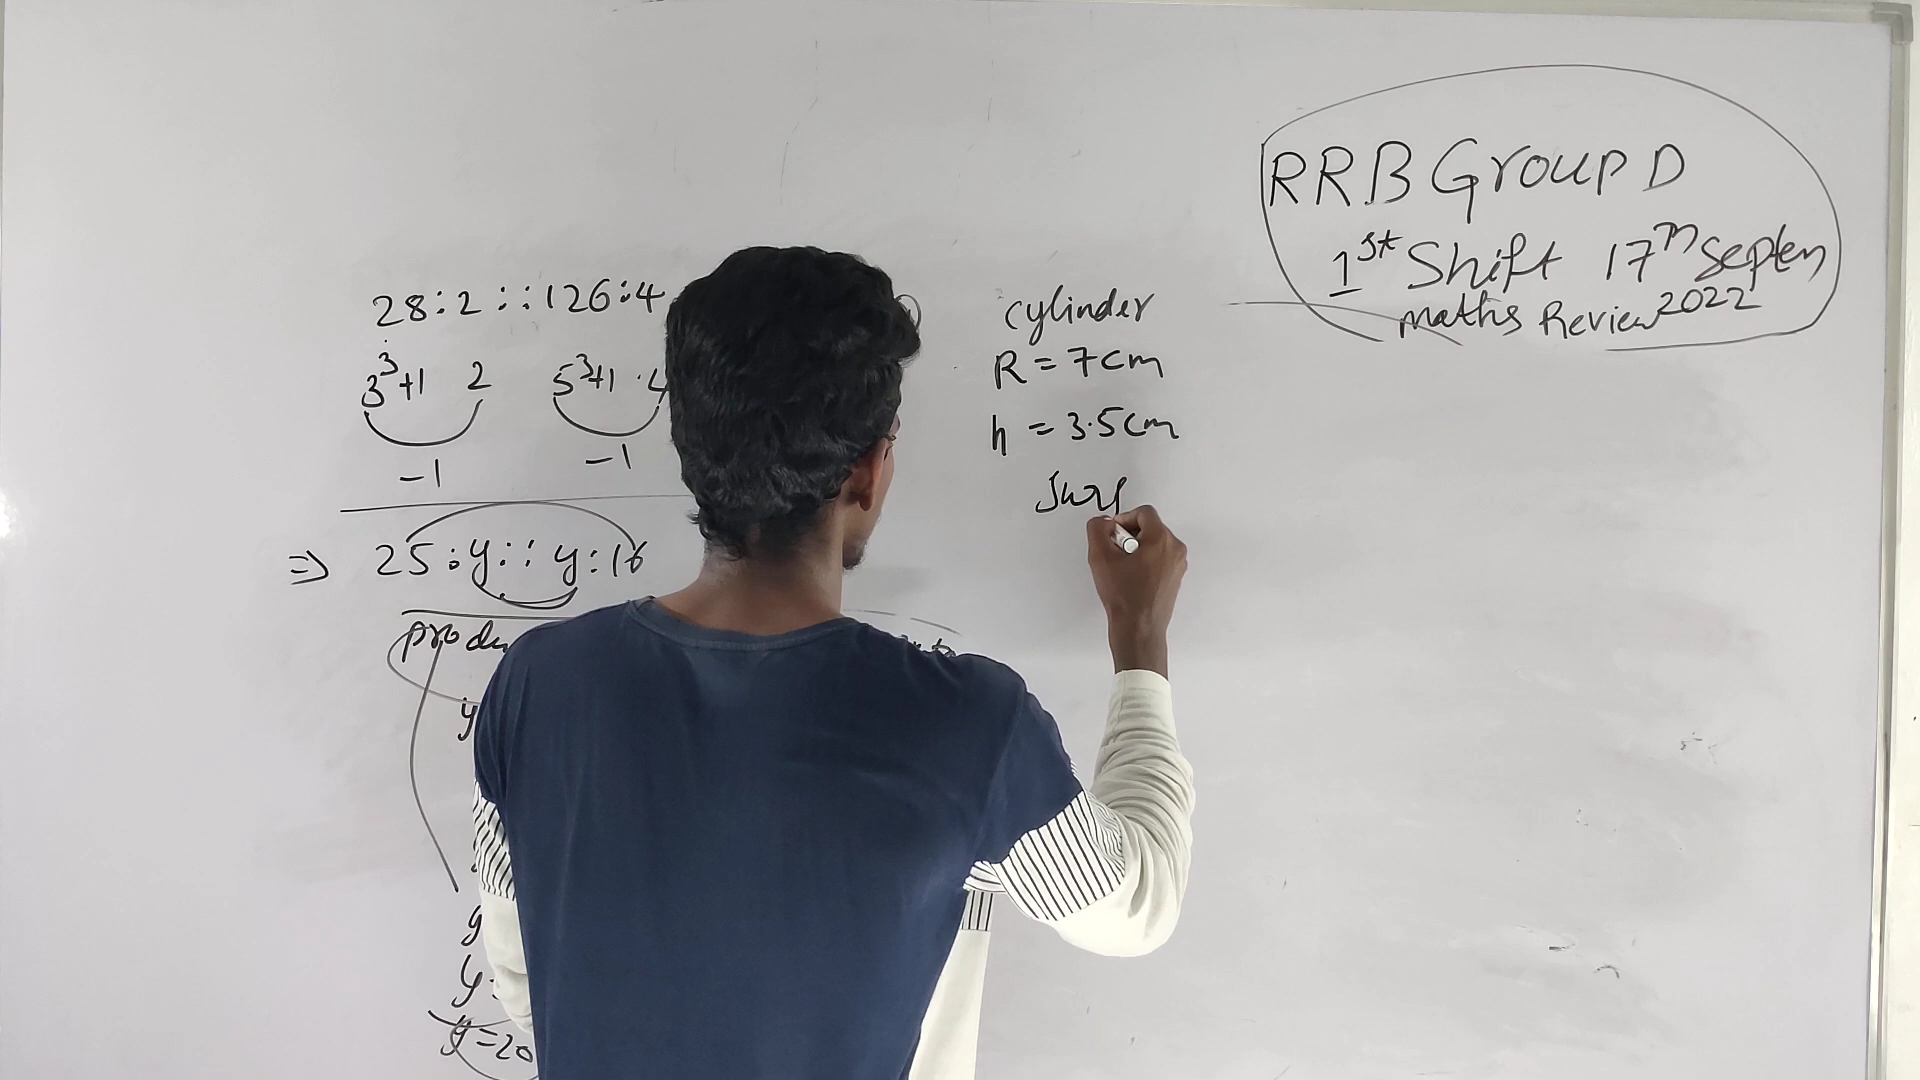 RRB Group D
1st Shift 17th Septem
maths Review 2022
28:2::126:4
3³+1 2 5³+1 4
-1 -1
⇒ 25:y::y:16
y
y
y=20
cylinder
R = 7cm
h = 3.5cm
Surf